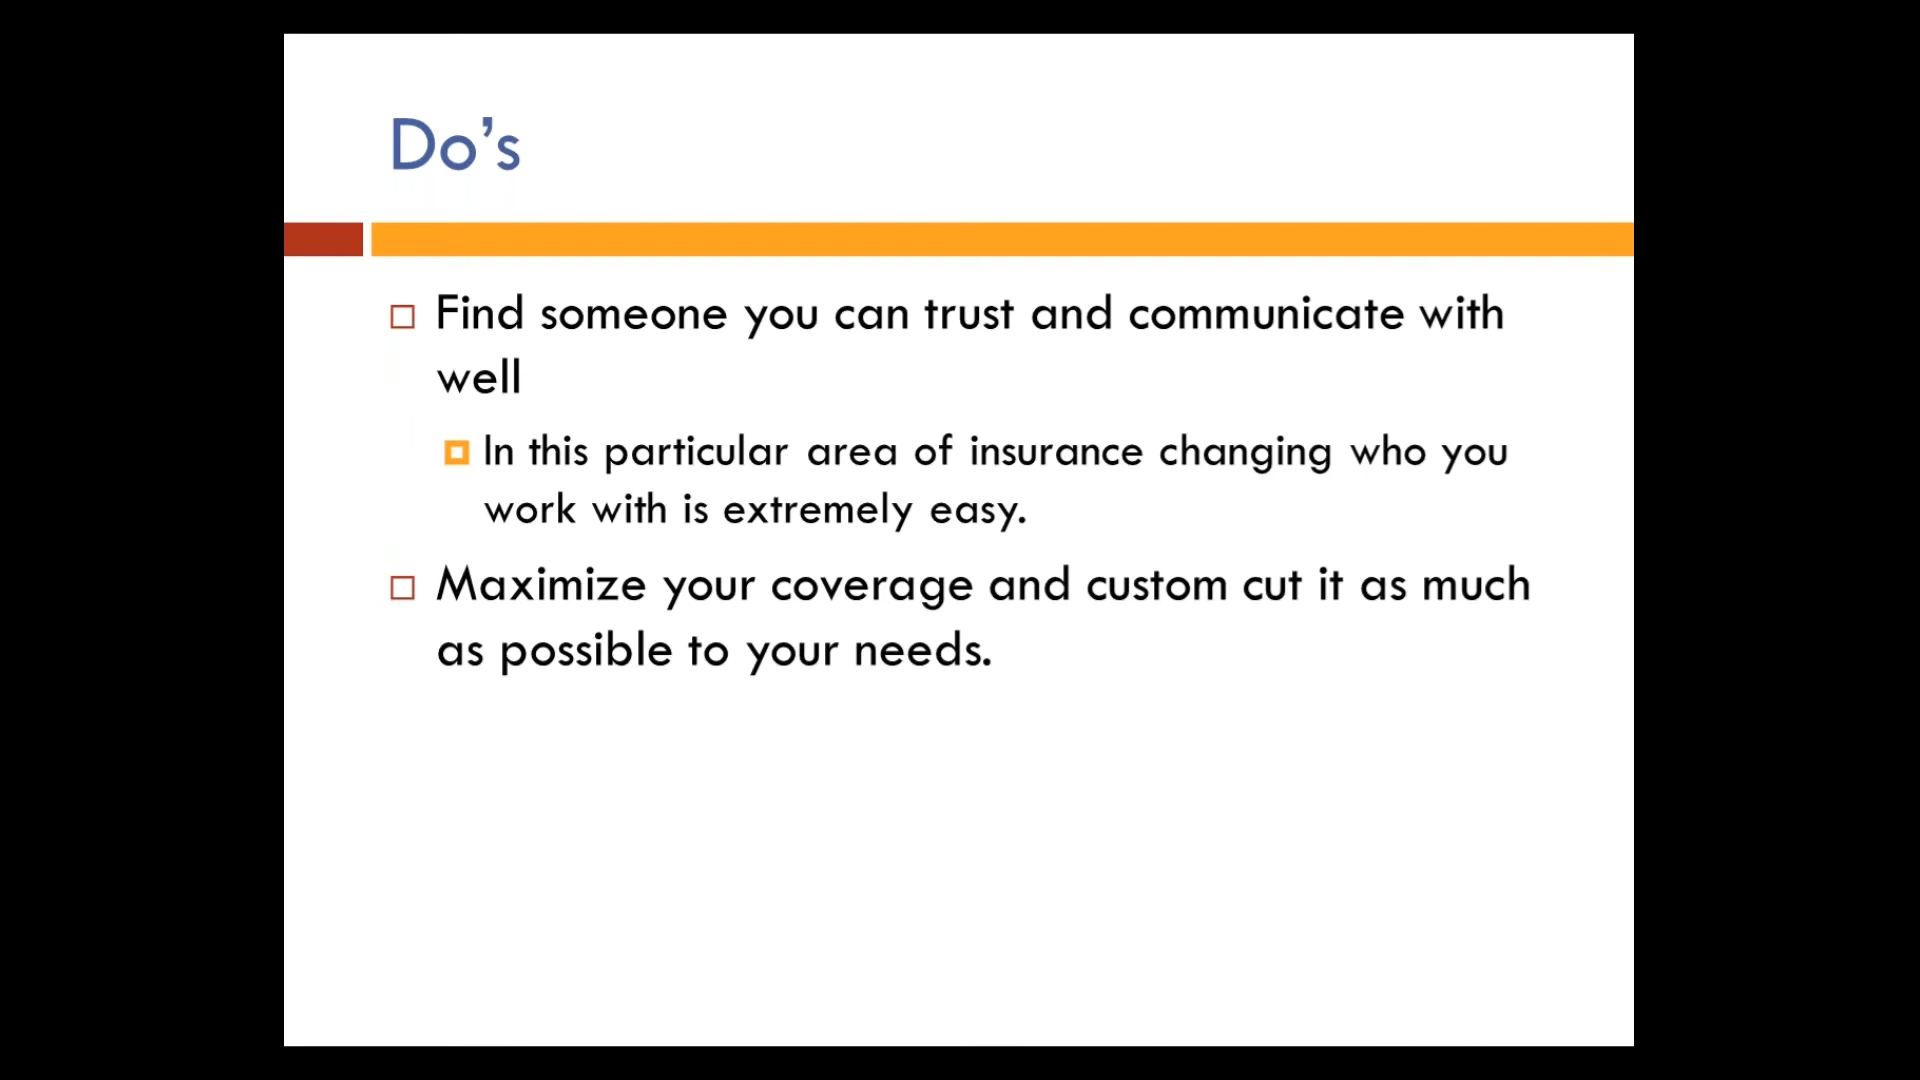 Do’s
Find someone you can trust and communicate with
well
In this particular area of insurance changing who you
work with is extremely easy.
Maximize your coverage and custom cut it as much
as possible to your needs.